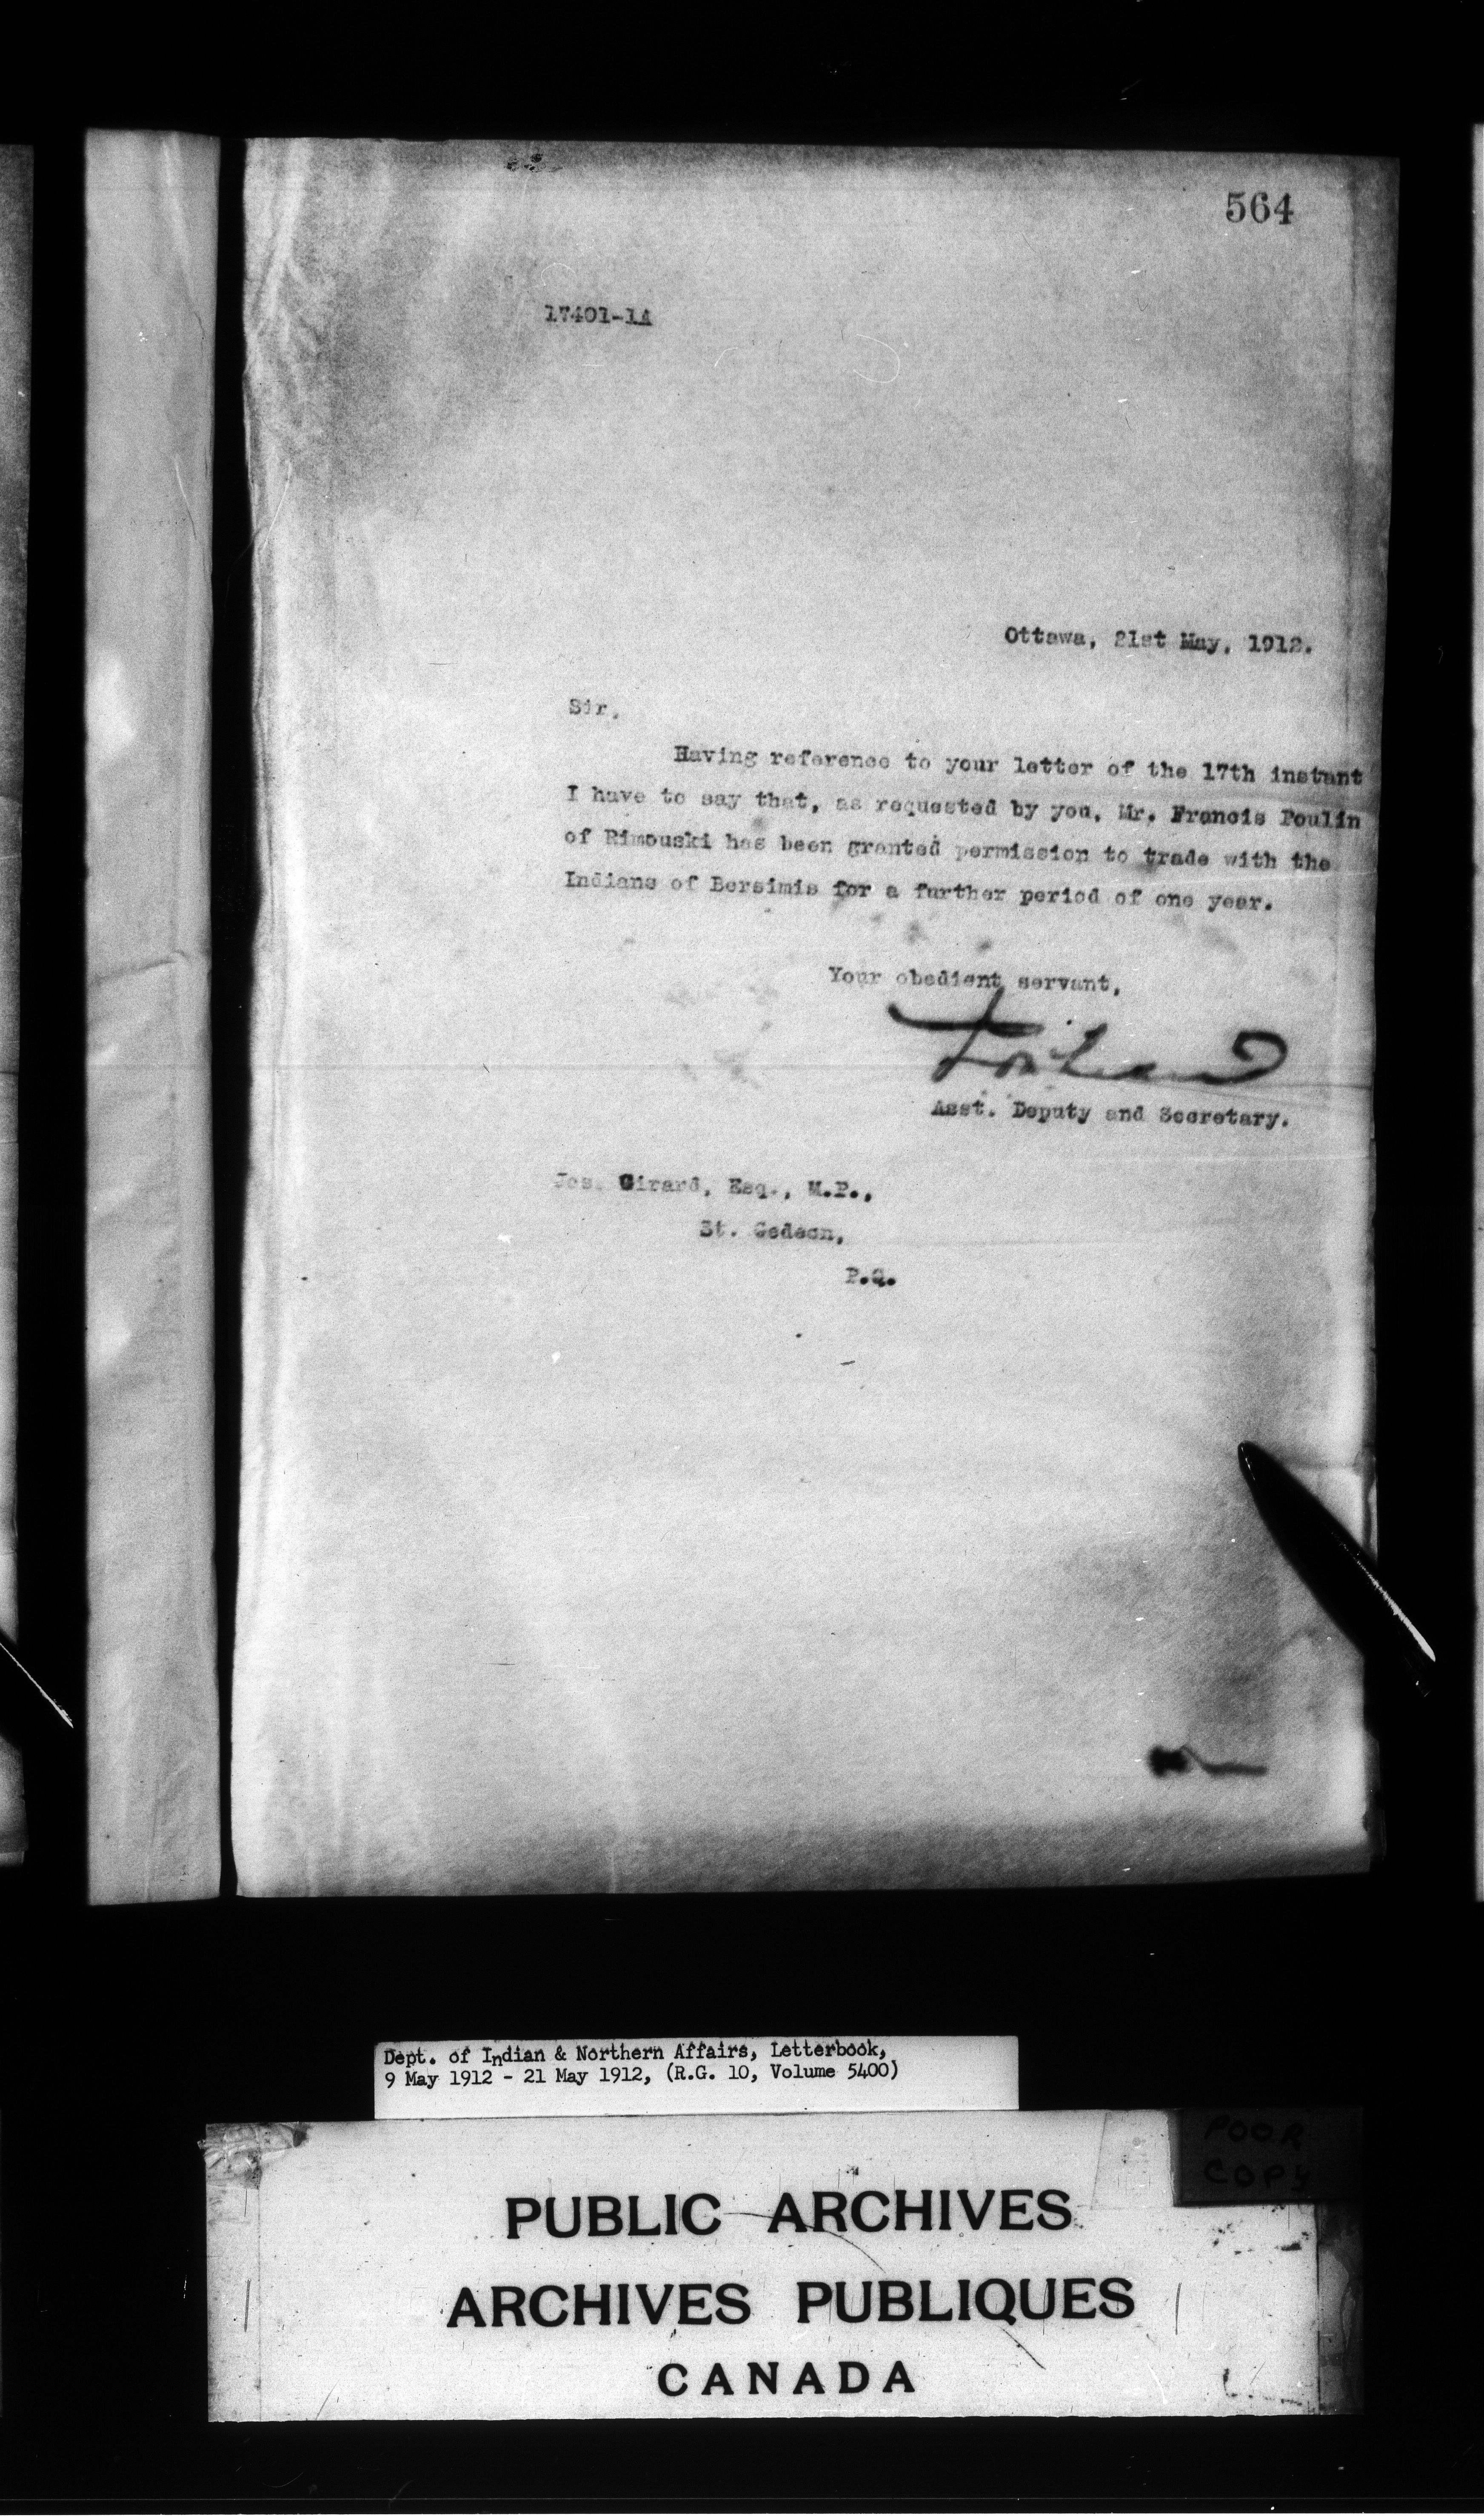 564
17401-1A
Ottawa, 21st May, 1912.
Sir,
Having reference to your letter of the 17th instant
I have to say that, as requested by you, Mr. Francis Poulin
of Rimouski has been granted permission to trade with the
Indians of Bersimis for a further period of one year.
Your obedient servant,
Asst. Deputy and Secretary.
Jos. Girard, Esq., M.P.,
St. Gedeon,
P.Q.
Dept. of Indian & Northern Affairs, Letterbook,
9 May 1912 - 21 May 1912, (R.G. 10, Volume 5400)
POOR
COPY
PUBLIC ARCHIVES
ARCHIVES PUBLIQUES
CANADA